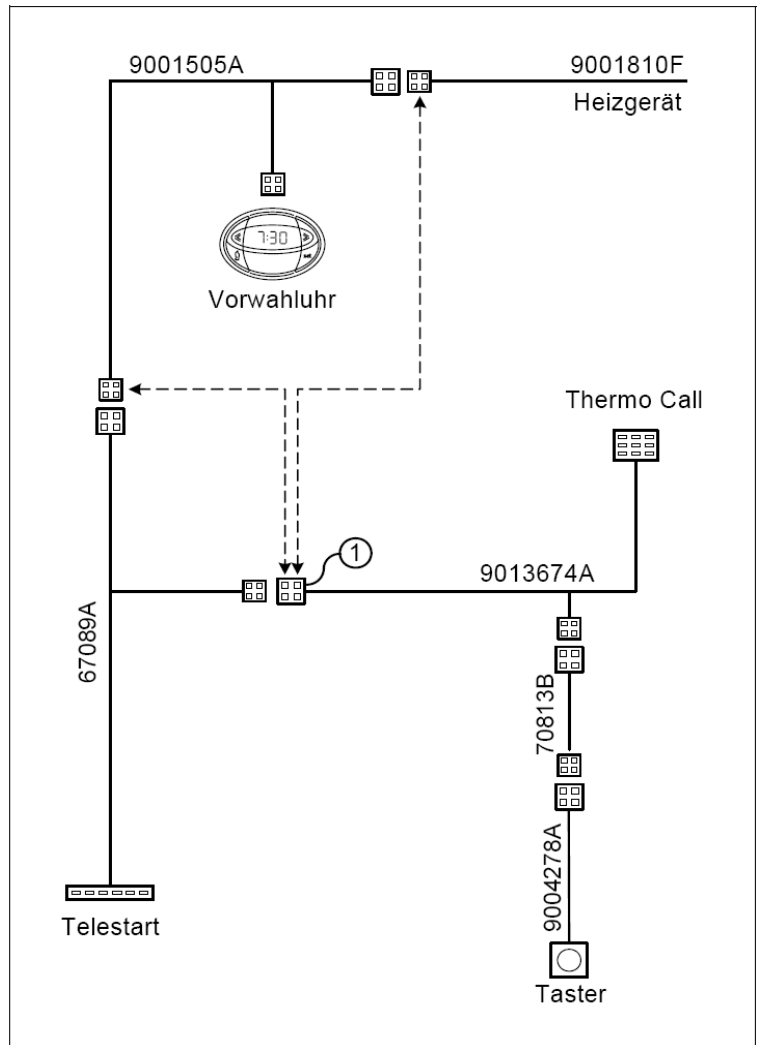 9001505A
9001810F
Heizgerät
7:30
Vorwahluhr
Thermo Call
1
9013674A
67089A
70813B
9004278A
Telestart
Taster